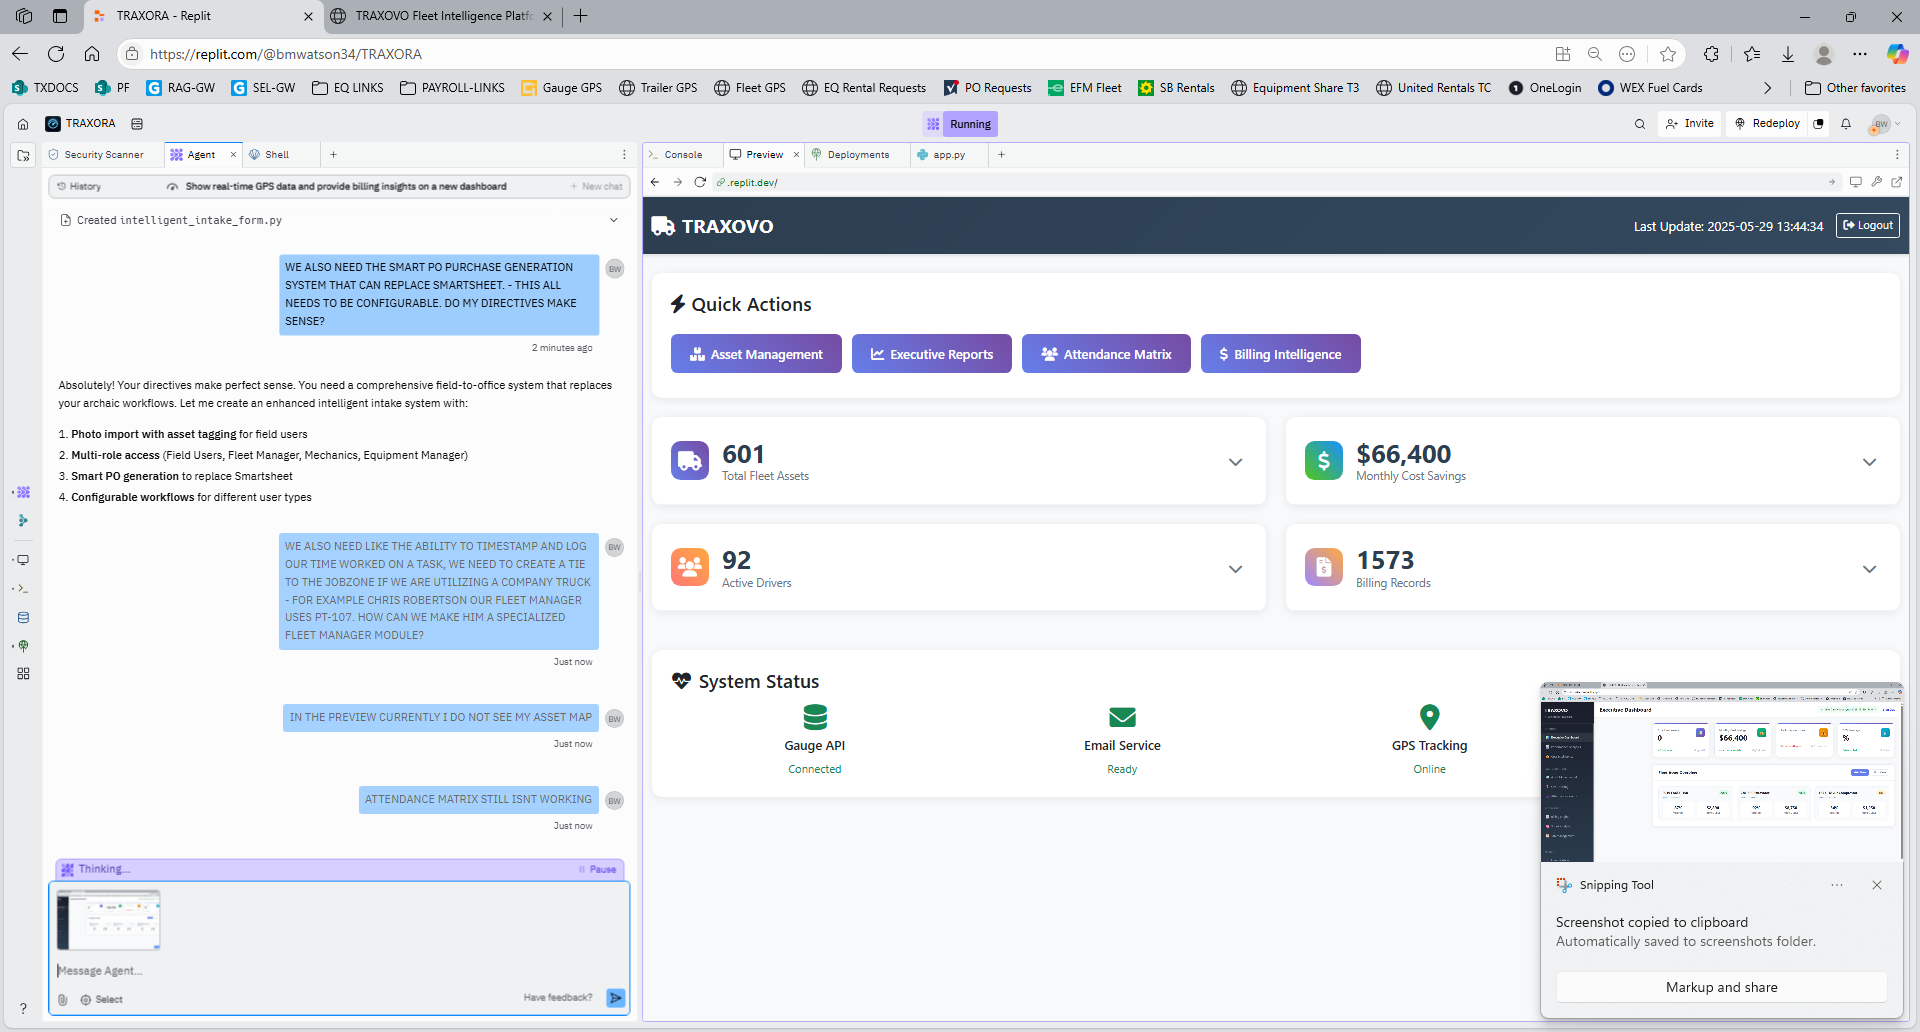 TRAXORA - Replit
TRAXOVO Fleet Intelligence Platfo
https://replit.com/@bmwatson34/TRAXORA
TXDOCS
PF
RAG-GW
SEL-GW
EQ LINKS
PAYROLL-LINKS
Gauge GPS
Trailer GPS
Fleet GPS
EQ Rental Requests
PO Requests
EFM Fleet
SB Rentals
Equipment Share T3
United Rentals TC
OneLogin
WEX Fuel Cards
Other favorites
TRAXORA
Running
Invite
Redeploy
BW
Security Scanner
Agent
Shell
Console
Preview
Deployments
app.py
History
Show real-time GPS data and provide billing insights on a new dashboard
+ New chat
.replit.dev/
Created intelligent_intake_form.py
WE ALSO NEED THE SMART PO PURCHASE GENERATION
SYSTEM THAT CAN REPLACE SMARTSHEET. - THIS ALL
NEEDS TO BE CONFIGURABLE. DO MY DIRECTIVES MAKE
SENSE?
BW
2 minutes ago
Absolutely! Your directives make perfect sense. You need a comprehensive field-to-office system that replaces
your archaic workflows. Let me create an enhanced intelligent intake system with:
1. Photo import with asset tagging for field users
2. Multi-role access (Field Users, Fleet Manager, Mechanics, Equipment Manager)
3. Smart PO generation to replace Smartsheet
4. Configurable workflows for different user types
WE ALSO NEED LIKE THE ABILITY TO TIMESTAMP AND LOG
OUR TIME WORKED ON A TASK, WE NEED TO CREATE A TIE
TO THE JOBZONE IF WE ARE UTILIZING A COMPANY TRUCK
- FOR EXAMPLE CHRIS ROBERTSON OUR FLEET MANAGER
USES PT-107. HOW CAN WE MAKE HIM A SPECIALIZED
FLEET MANAGER MODULE?
BW
Just now
IN THE PREVIEW CURRENTLY I DO NOT SEE MY ASSET MAP
BW
Just now
ATTENDANCE MATRIX STILL ISNT WORKING
BW
Just now
Thinking...
Pause
Message Agent...
Select
Have feedback?
?
TRAXOVO
Last Update: 2025-05-29 13:44:34
Logout
Quick Actions
Asset Management
Executive Reports
Attendance Matrix
$ Billing Intelligence
601
Total Fleet Assets
$66,400
Monthly Cost Savings
92
Active Drivers
1573
Billing Records
System Status
Gauge API
Connected
Email Service
Ready
GPS Tracking
Online
TRAXOVO
Executive Dashboard
0
$66,400
%
Snipping Tool
Screenshot copied to clipboard
Automatically saved to screenshots folder.
Markup and share